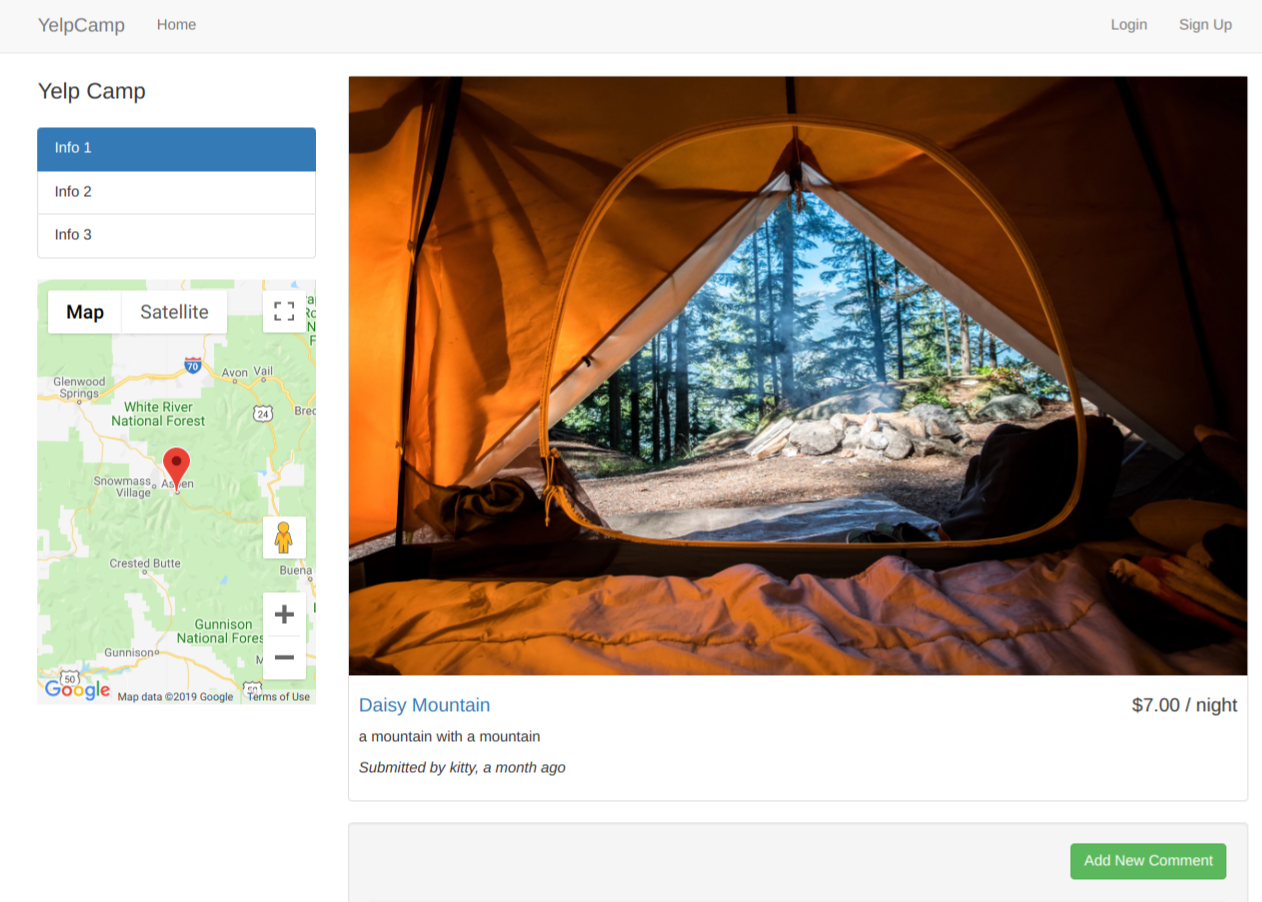 YelpCamp Home Login Sign Up
Yelp Camp
Info 1
Info 2
Info 3
Map Satellite
70
Avon Vail
Glenwood
Springs
24
White River
National Forest
Snowmass
Village
Aspen
Crested Butte
Buena
Gunnison
National Fores
Gunnison
50
50
Google Map data ©2019 Google Terms of Use
Daisy Mountain $7.00 / night
a mountain with a mountain
Submitted by kitty, a month ago
Add New Comment